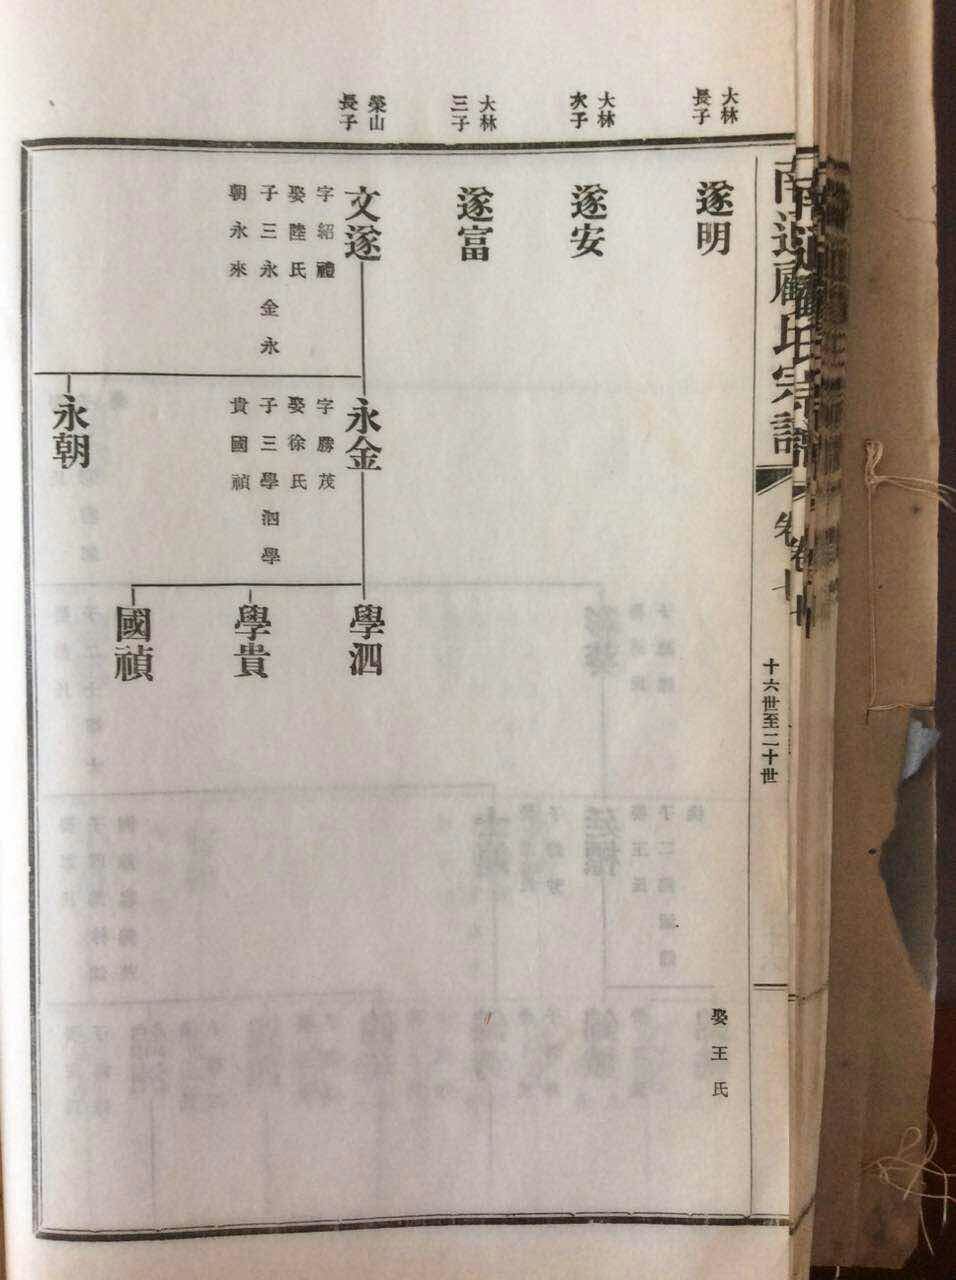 南遊顧氏宗譜
卷七
十六世至二十世
大林
長子
遂明
大林
次子
遂安
大林
三子
遂富
榮山
長子
文遂
字紹禮
娶陸氏
子三永金永
朝永來
永金
字勝茂
娶徐氏
子三學泗學
貴國禎
永朝
學泗
學貴
國禎
娶王氏